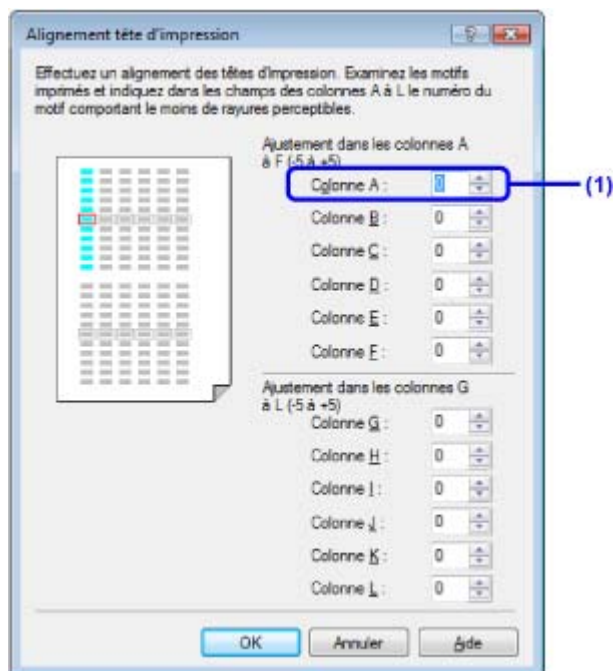 Alignement tête d'impression
Effectuez un alignement des têtes d'impression. Examinez les motifs
imprimés et indiquez dans les champs des colonnes A à L le numéro du
motif comportant le moins de rayures perceptibles.
Ajustement dans les colonnes A
à F (-5 à +5)
Colonne A : 0
(1)
Colonne B : 0
Colonne C : 0
Colonne D : 0
Colonne E : 0
Colonne F : 0
Ajustement dans les colonnes G
à L (-5 à +5)
Colonne G : 0
Colonne H : 0
Colonne I : 0
Colonne J : 0
Colonne K : 0
Colonne L : 0
OK Annuler Aide